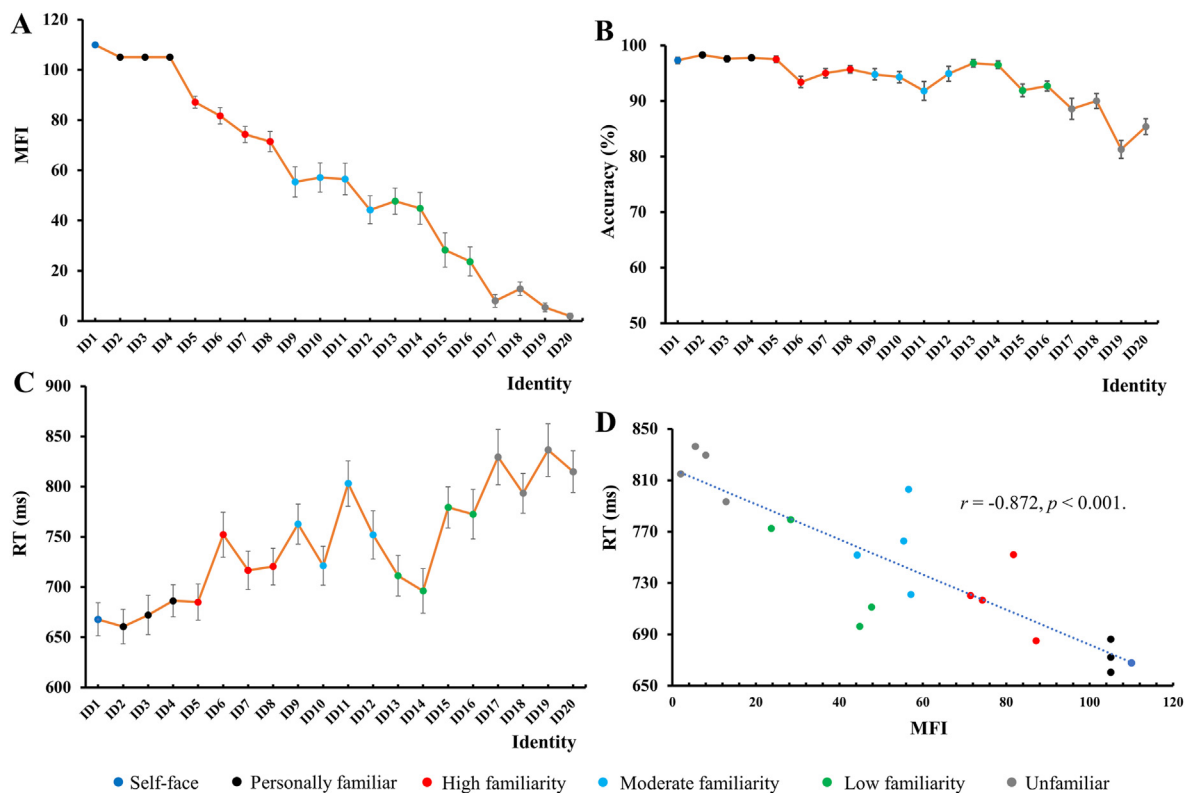 A
MFI
120
100
80
60
40
20
0
ID1 ID2 ID3 ID4 ID5 ID6 ID7 ID8 ID9 ID10 ID11 ID12 ID13 ID14 ID15 ID16 ID17 ID18 ID19 ID20
Identity
B
Accuracy (%)
100
90
80
70
60
50
ID1 ID2 ID3 ID4 ID5 ID6 ID7 ID8 ID9 ID10 ID11 ID12 ID13 ID14 ID15 ID16 ID17 ID18 ID19 ID20
Identity
C
RT (ms)
900
850
800
750
700
650
600
ID1 ID2 ID3 ID4 ID5 ID6 ID7 ID8 ID9 ID10 ID11 ID12 ID13 ID14 ID15 ID16 ID17 ID18 ID19 ID20
Identity
D
RT (ms)
850
810
770
730
690
650
r = -0.872, p < 0.001.
0 20 40 60 80 100 120
MFI
Self-face Personally familiar High familiarity Moderate familiarity Low familiarity Unfamiliar